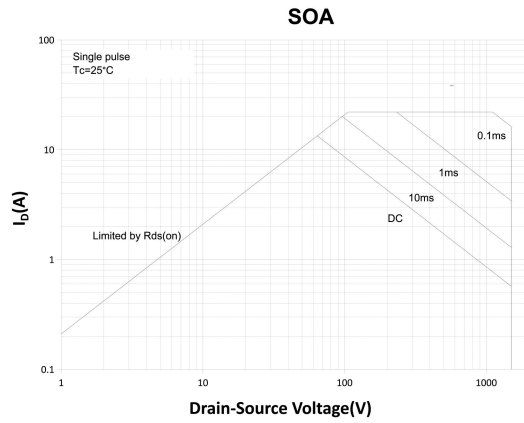 SOA
100
Single pulse
Tc=25°C
0.1ms
10
1ms
10ms
DC
I_D(A)
Limited by Rds(on)
1
0.1
1
10
100
1000
Drain-Source Voltage(V)